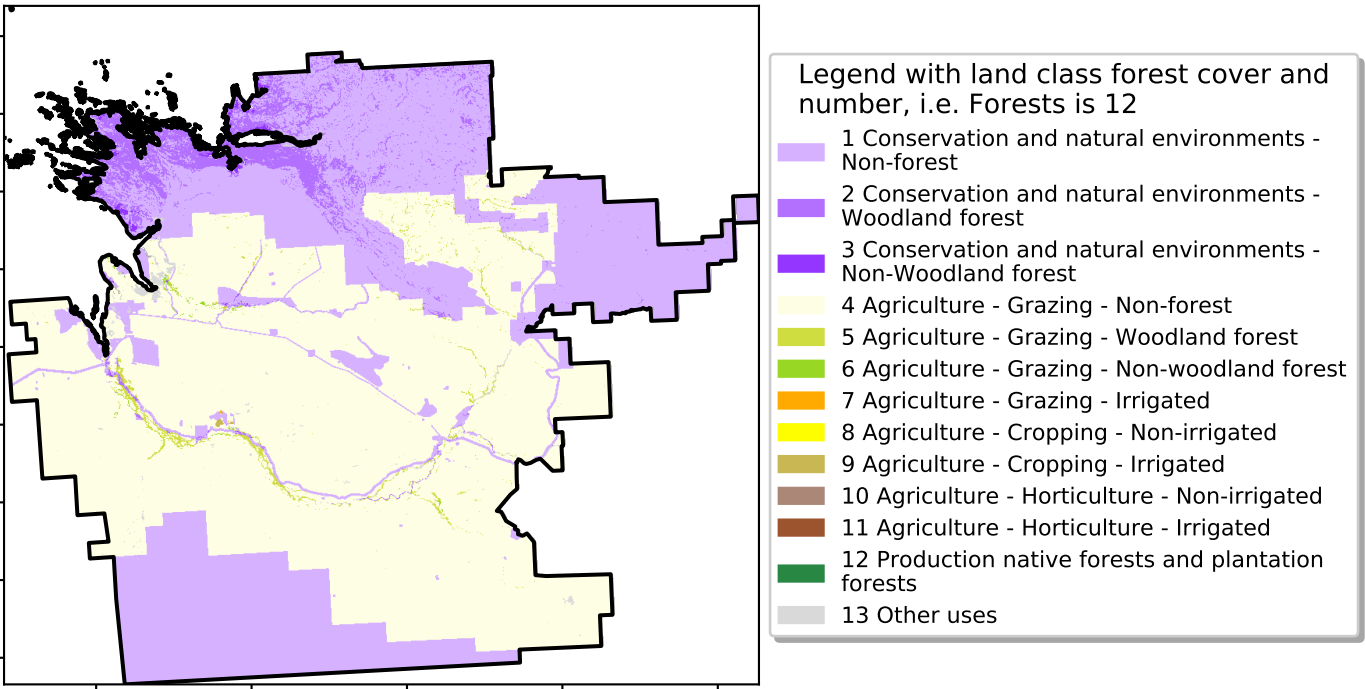 Legend with land class forest cover and
number, i.e. Forests is 12
1 Conservation and natural environments -
Non-forest
2 Conservation and natural environments -
Woodland forest
3 Conservation and natural environments -
Non-Woodland forest
4 Agriculture - Grazing - Non-forest
5 Agriculture - Grazing - Woodland forest
6 Agriculture - Grazing - Non-woodland forest
7 Agriculture - Grazing - Irrigated
8 Agriculture - Cropping - Non-irrigated
9 Agriculture - Cropping - Irrigated
10 Agriculture - Horticulture - Non-irrigated
11 Agriculture - Horticulture - Irrigated
12 Production native forests and plantation
forests
13 Other uses